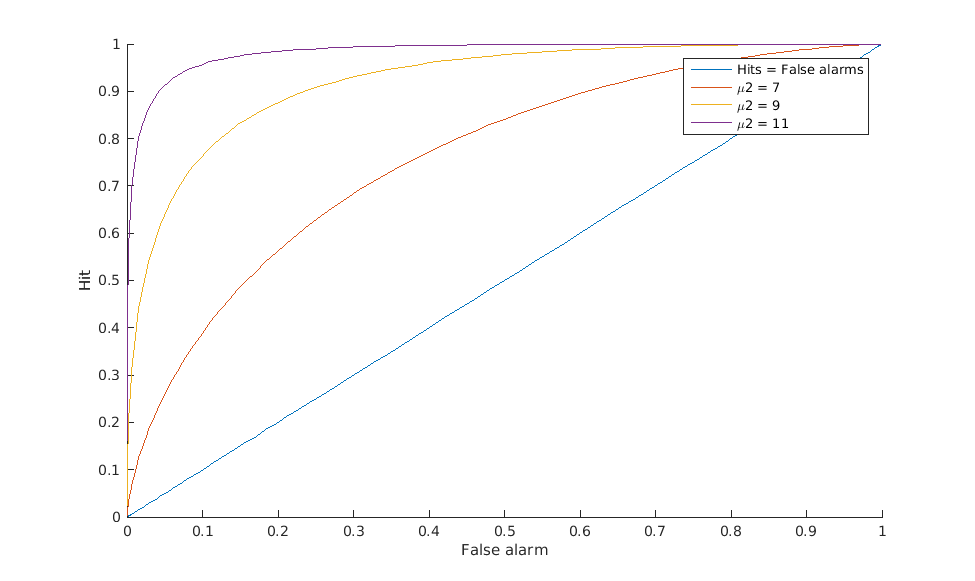 1
0.9
0.8
0.7
0.6
0.5
0.4
0.3
0.2
0.1
0
Hit
Hits = False alarms
μ2 = 7
μ2 = 9
μ2 = 11
0 0.1 0.2 0.3 0.4 0.5 0.6 0.7 0.8 0.9 1
False alarm